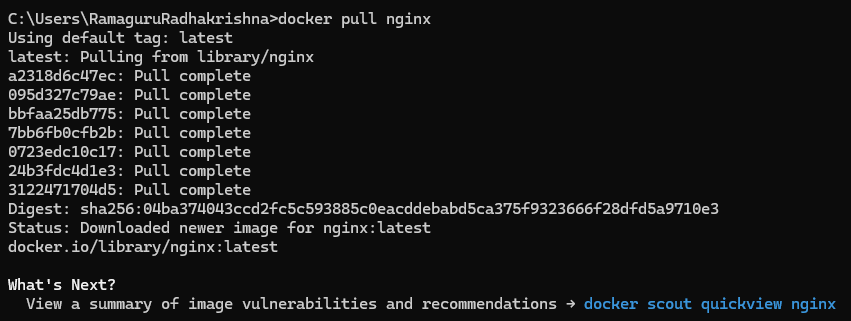 C:\Users\RamaguruRadhakrishna>docker pull nginx
Using default tag: latest
latest: Pulling from library/nginx
a2318d6c47ec: Pull complete
095d327c79ae: Pull complete
bbfaa25db775: Pull complete
7bb6fb0cfb2b: Pull complete
0723edc10c17: Pull complete
24b3fdc4d1e3: Pull complete
3122471704d5: Pull complete
Digest: sha256:04ba374043ccd2fc5c593885c0eacddebabd5ca375f9323666f28dfd5a9710e3
Status: Downloaded newer image for nginx:latest
docker.io/library/nginx:latest
What's Next?
View a summary of image vulnerabilities and recommendations → docker scout quickview nginx